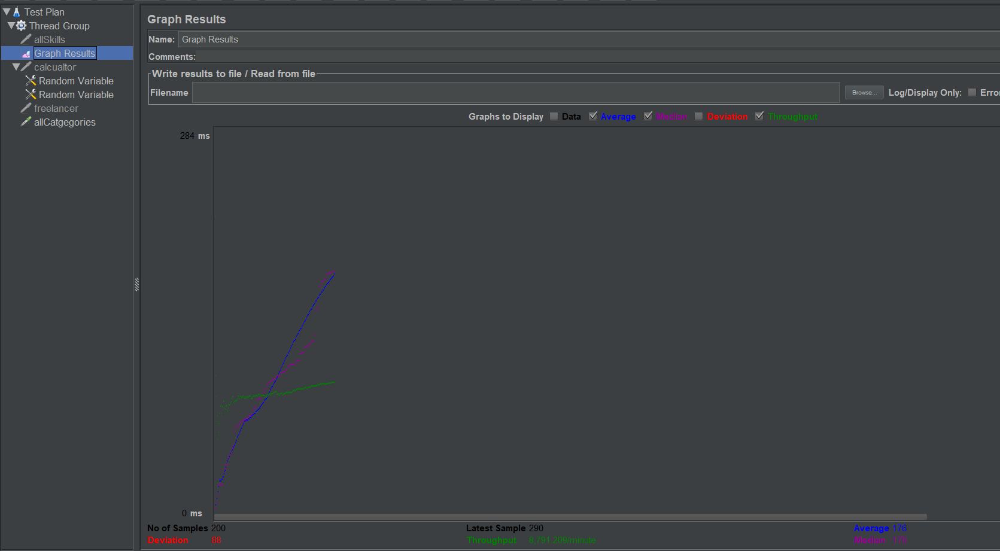 Test Plan
Thread Group
allSkills
Graph Results
calcualtor
Random Variable
Random Variable
freelancer
allCatgegories
Graph Results
Name: Graph Results
Comments:
Write results to file / Read from file
Filename Browse... Log/Display Only: Erro
Graphs to Display Data Average Median Deviation Throughput
284 ms
0 ms
No of Samples 200 Latest Sample 290 Average 176
Deviation 88 Throughput 8,791.209/minute Median 178